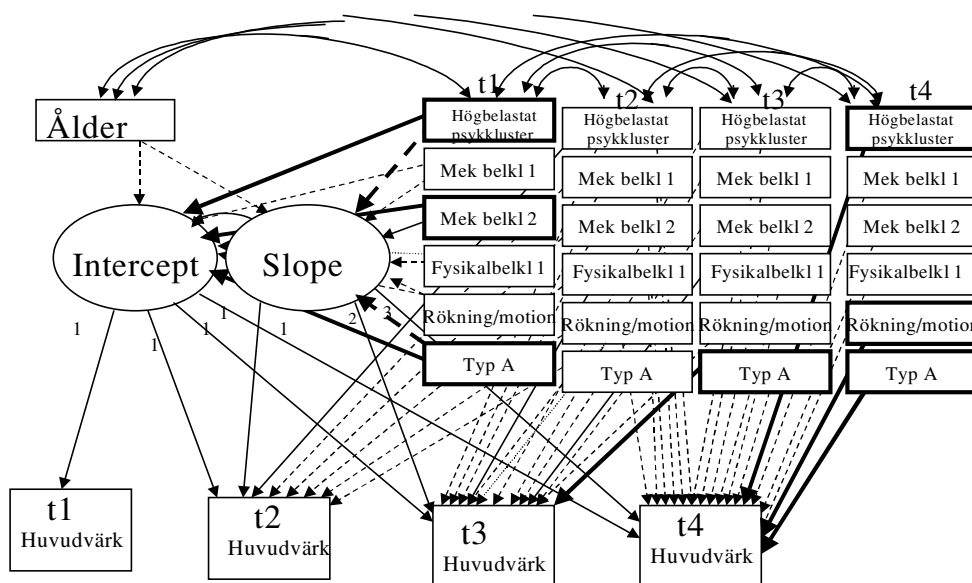 t1
t2
t3
t4
Ålder
Högbelastat
psykkluster
Högbelastat
psykkluster
Högbelastat
psykkluster
Högbelastat
psykkluster
Mek belkl 1
Mek belkl 1
Mek belkl 1
Mek belkl 1
Mek belkl 2
Mek belkl 2
Mek belkl 2
Mek belkl 2
Intercept
Slope
Fysikalbelkl 1
Fysikalbelkl 1
Fysikalbelkl 1
Fysikalbelkl 1
Rökning/motion
Rökning/motion
Rökning/motion
Rökning/motion
1
1
1
1
1
2
3
Typ A
Typ A
Typ A
Typ A
t1
Huvudvärk
t2
Huvudvärk
t3
Huvudvärk
t4
Huvudvärk